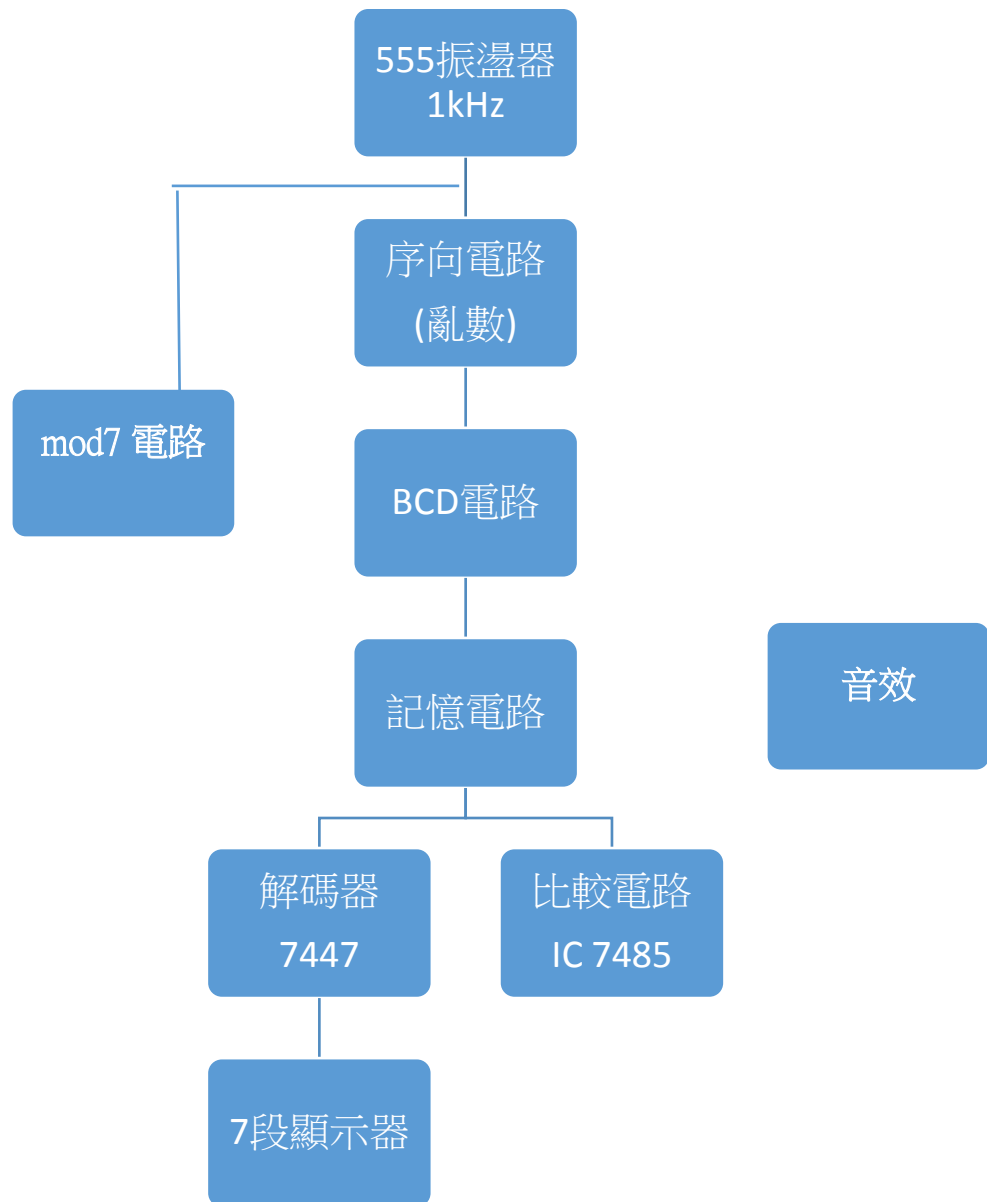 555振盪器
1kHz
序向電路
(亂數)
mod7 電路
BCD電路
記憶電路
音效
解碼器
7447
比較電路
IC 7485
7段顯示器